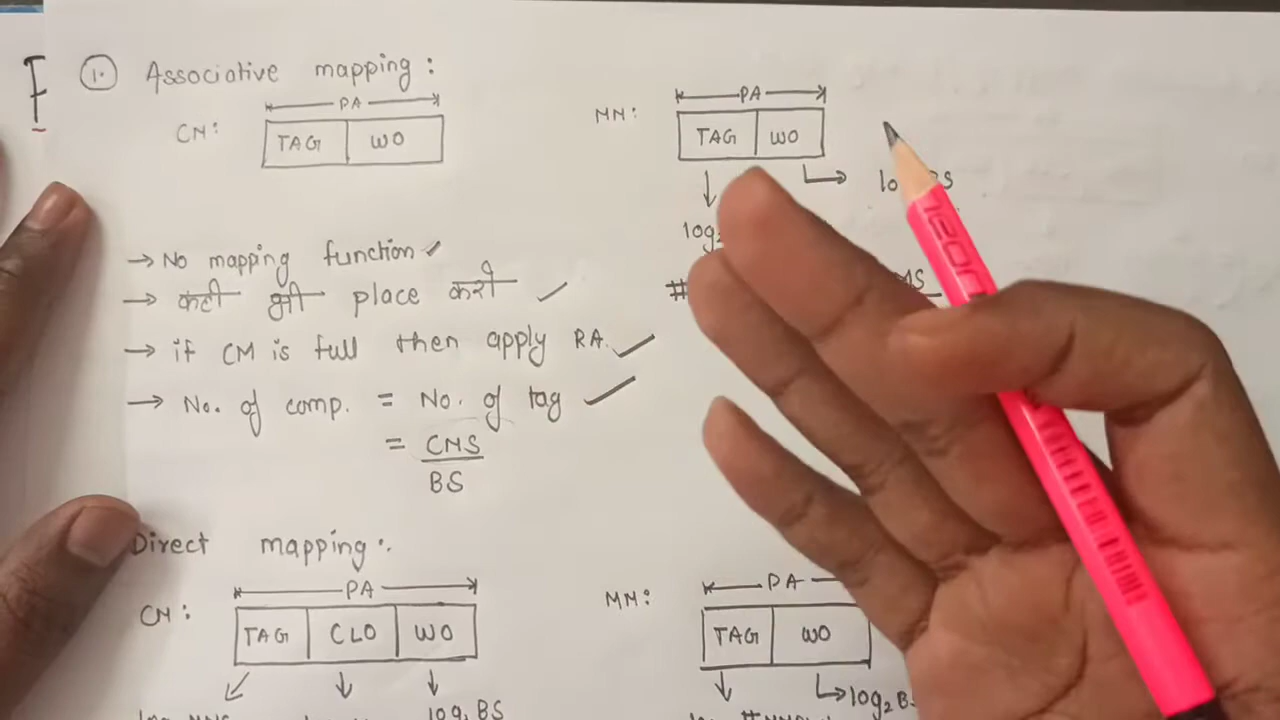 F 1. Associative mapping:
PA
CM: TAG WO
PA
MM: TAG WO
→ No mapping function ✓
→ कही भी place करो ✓
→ if CM is full then apply RA. ✓
→ No. of comp. = No. of tag ✓
= CMS
BS
#
Direct mapping:
PA
CM: TAG CLO WO
log₂ BS
PA
MM: TAG WO